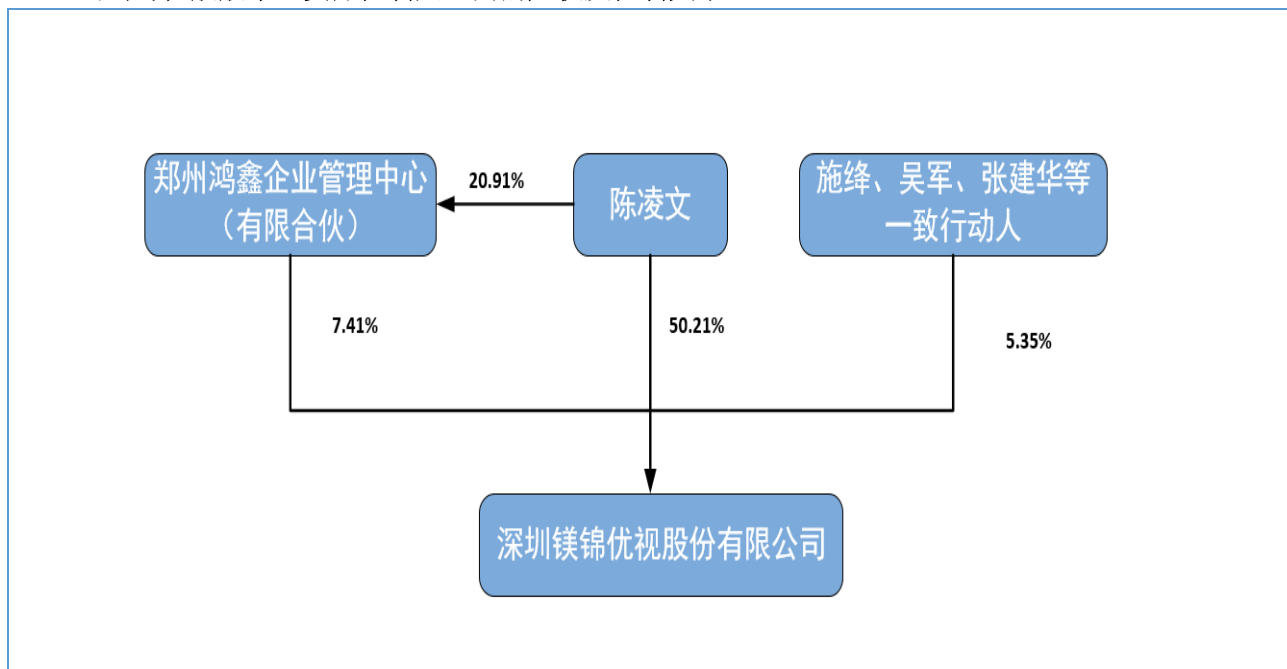 郑州鸿鑫企业管理中心
（有限合伙）
20.91%
陈凌文
施绛、吴军、张建华等
一致行动人
7.41%
50.21%
5.35%
深圳镁锦优视股份有限公司